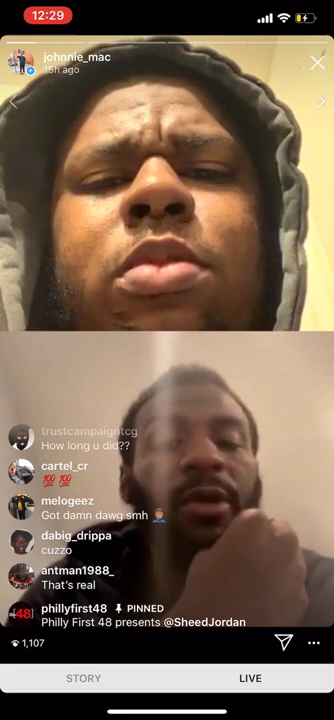 12:29
johnnie_mac
15h ago
trustcampaigntcg
How long u did??
cartel_cr
💯 💯
melogeez
Got damn dawg smh 🤦🏽‍♂️
dabig_drippa
cuzzo
antman1988_
That's real
phillyfirst48 📌 PINNED
Philly First 48 presents @SheedJordan
1,107
STORY
LIVE